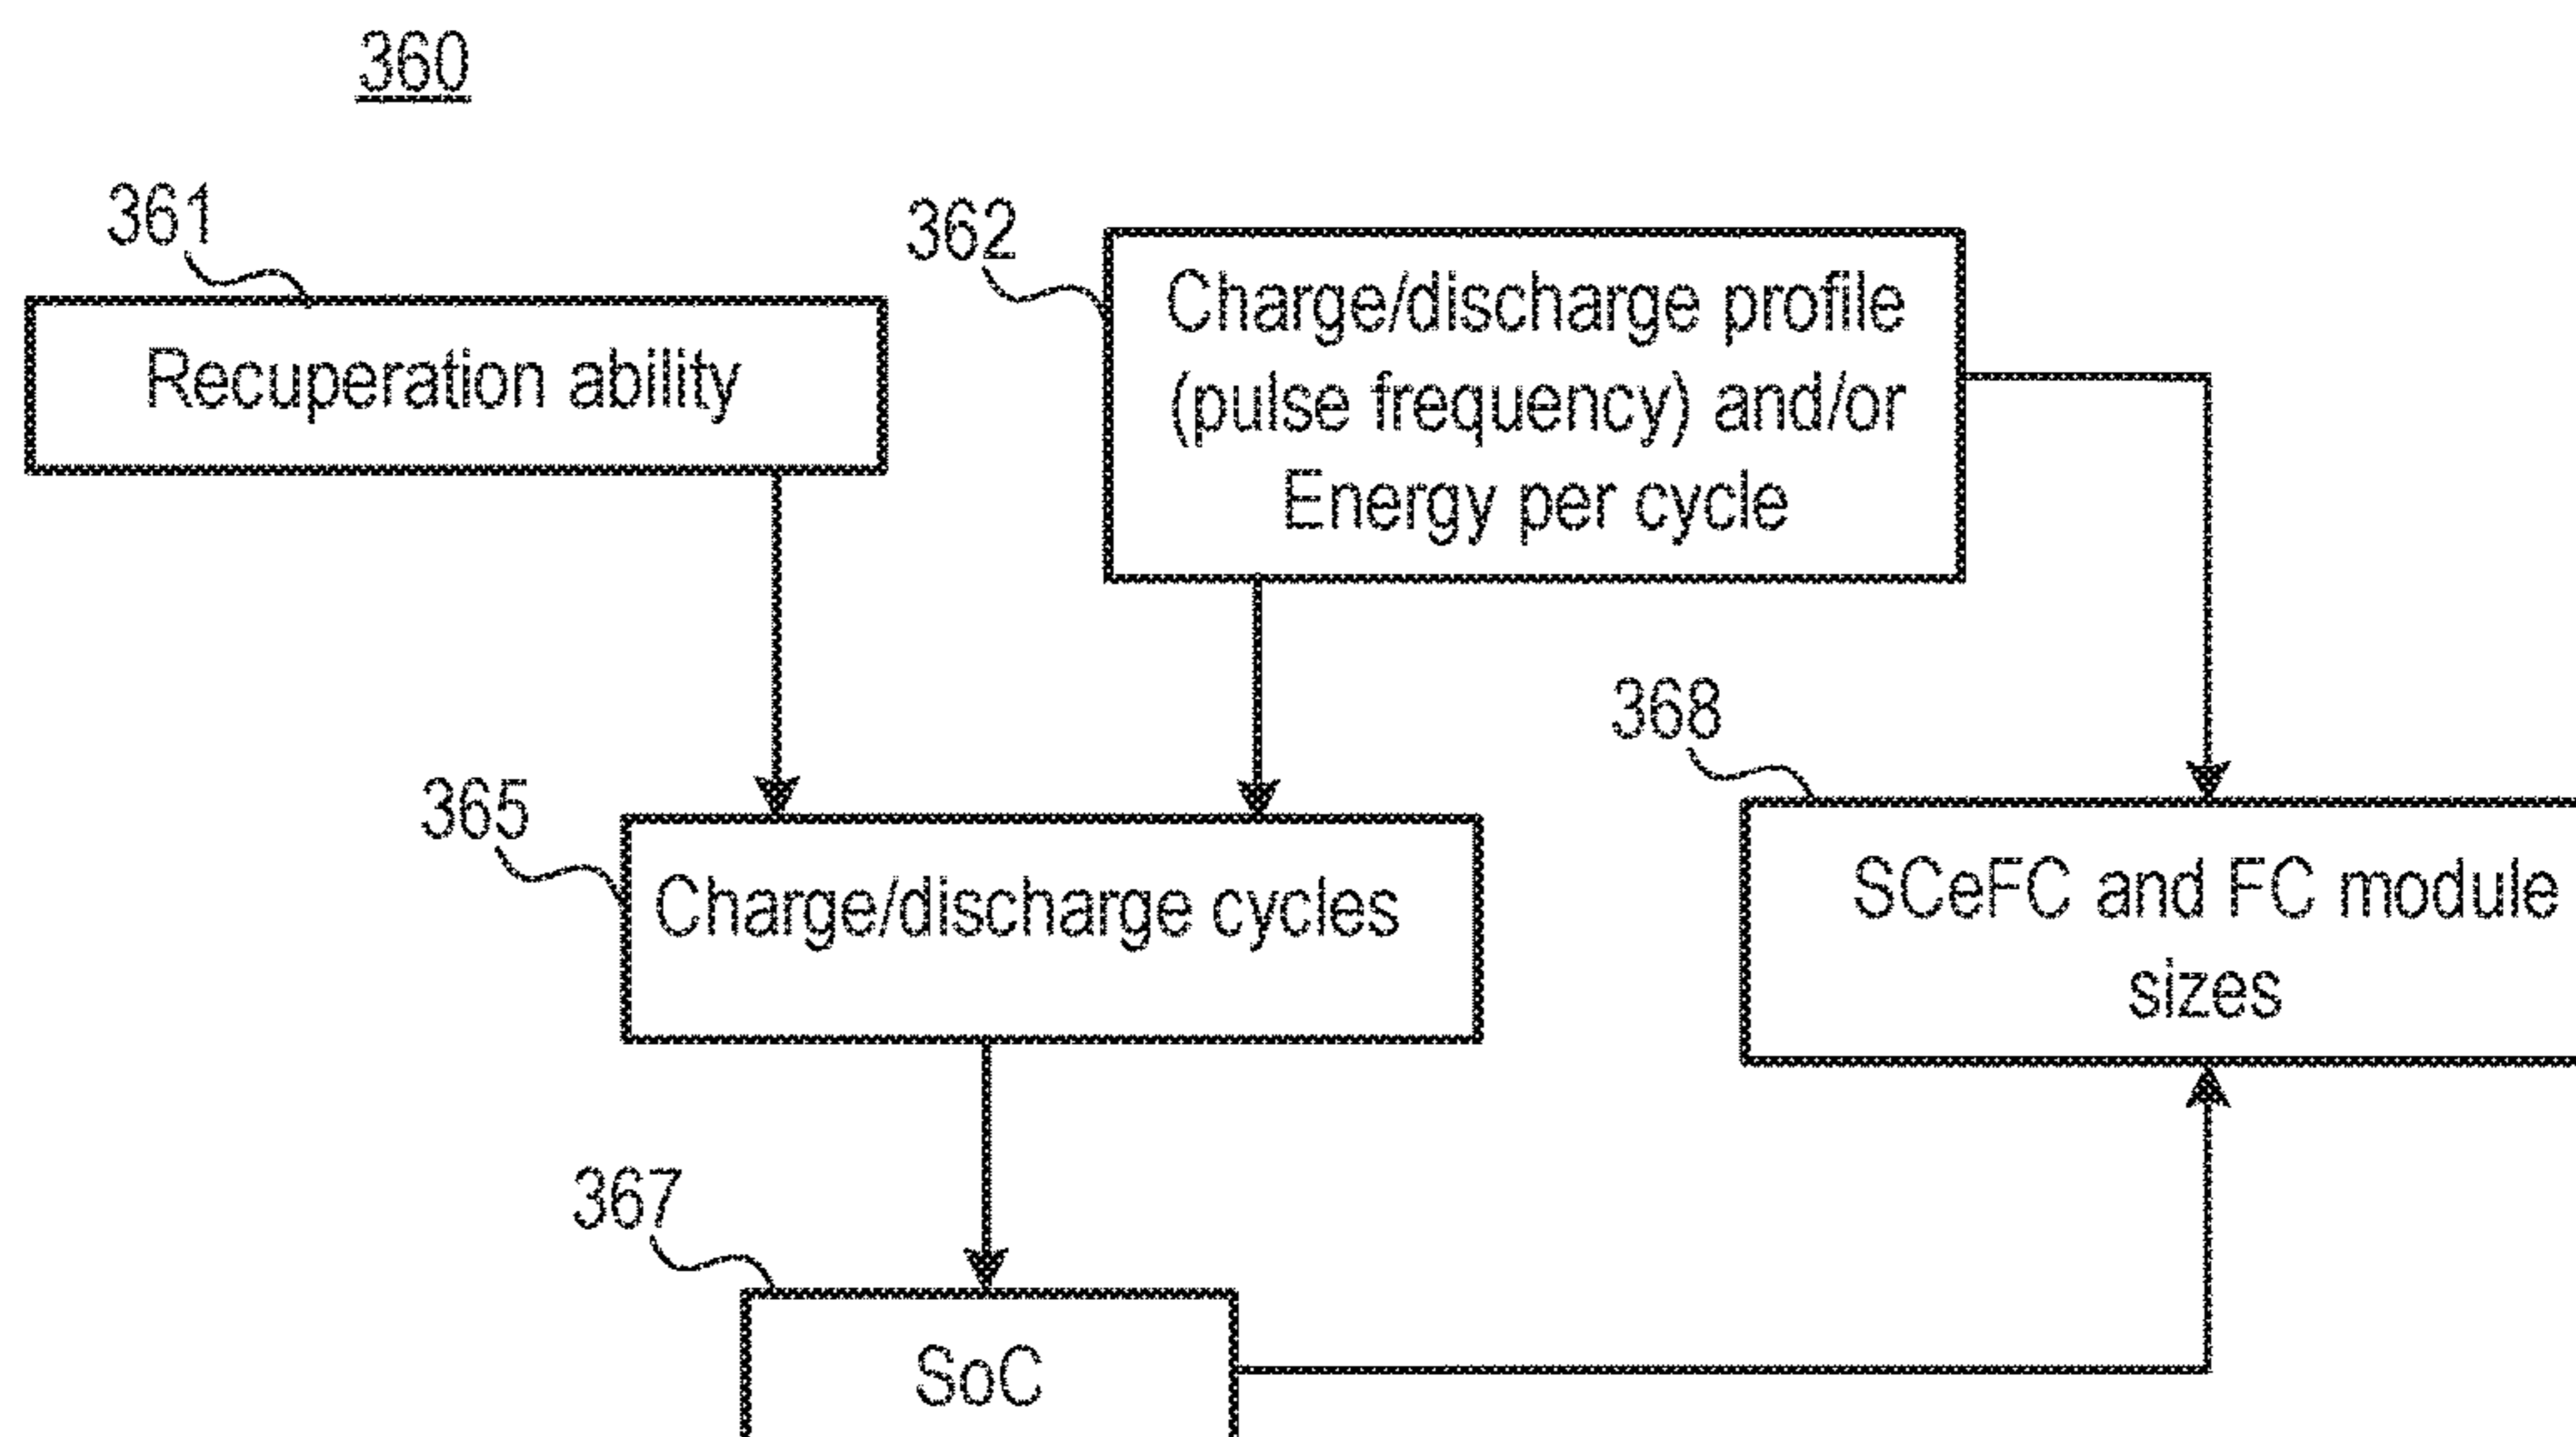 360
361
Recuperation ability
362
Charge/discharge profile
(pulse frequency) and/or
Energy per cycle
365
Charge/discharge cycles
368
SCeFC and FC module
sizes
367
SoC